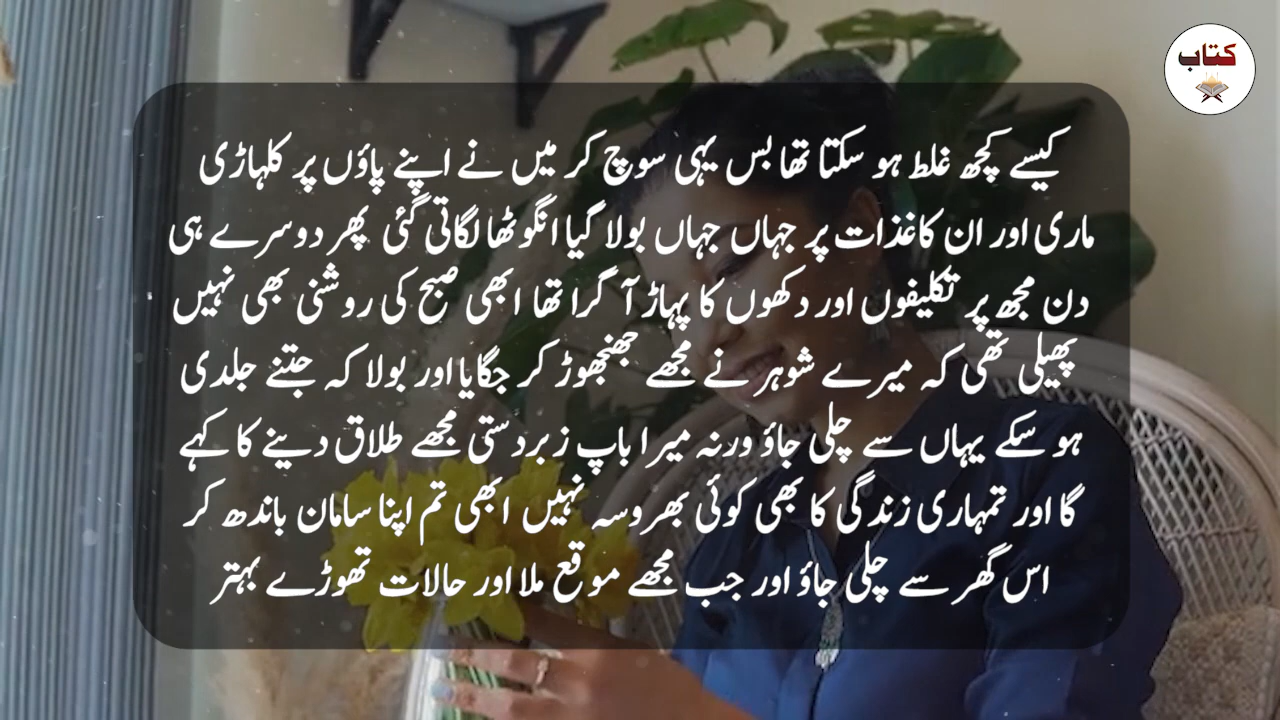 کتاب
کیسے کچھ غلط ہو سکتا تھا بس یہی سوچ کر میں نے اپنے پاؤں پر کلہاڑی
ماری اور ان کاغذات پر جہاں جہاں بولا گیا انگوٹھا لگاتی گئی پھر دوسرے ہی
دن مجھ پر تکلیفوں اور دکھوں کا پہاڑ آ گرا تھا ابھی صبح کی روشنی بھی نہیں
پھیلی تھی کہ میرے شوہر نے مجھے جھنجھوڑ کر جگایا اور بولا کہ جتنے جلدی
ہو سکے یہاں سے چلی جاؤ ورنہ میرا باپ زبردستی مجھے طلاق دینے کا کہے
گا اور تمہاری زندگی کا بھی کوئی بھروسہ نہیں ابھی تم اپنا سامان باندھ کر
اس گھر سے چلی جاؤ اور جب مجھے موقع ملا اور حالات تھوڑے بہتر